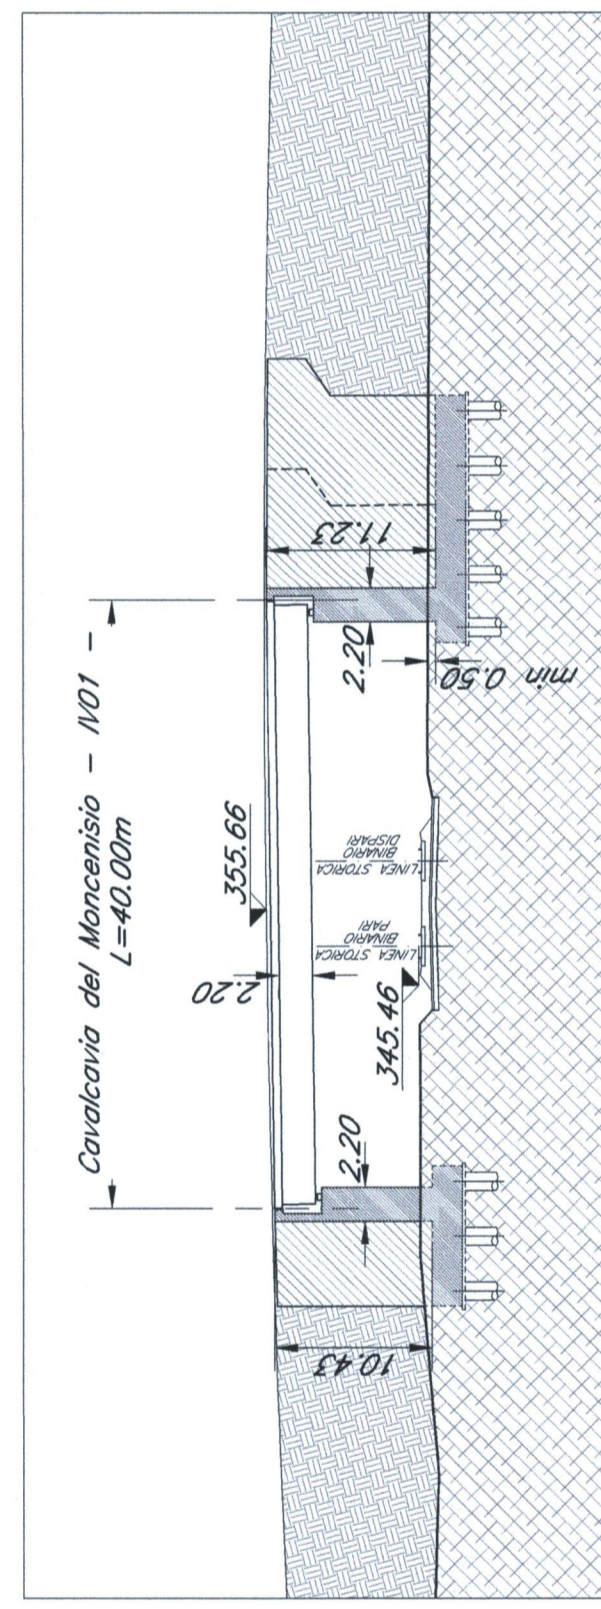 Cavalcavia del Moncenisio – IV01 –
L=40.00m
355.66
2.20
11.23
2.20
min 0.50
LINEA STORICA
BINARIO
PARI
LINEA STORICA
BINARIO
DISPARI
345.46
2.20
10.43